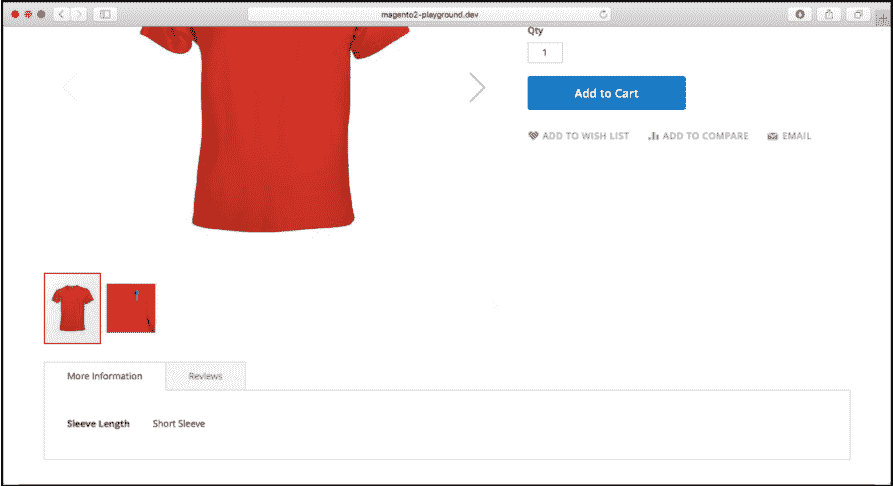 magento2-playground.dev
Qty
1
Add to Cart
ADD TO WISH LIST ADD TO COMPARE EMAIL
More Information Reviews
Sleeve Length Short Sleeve